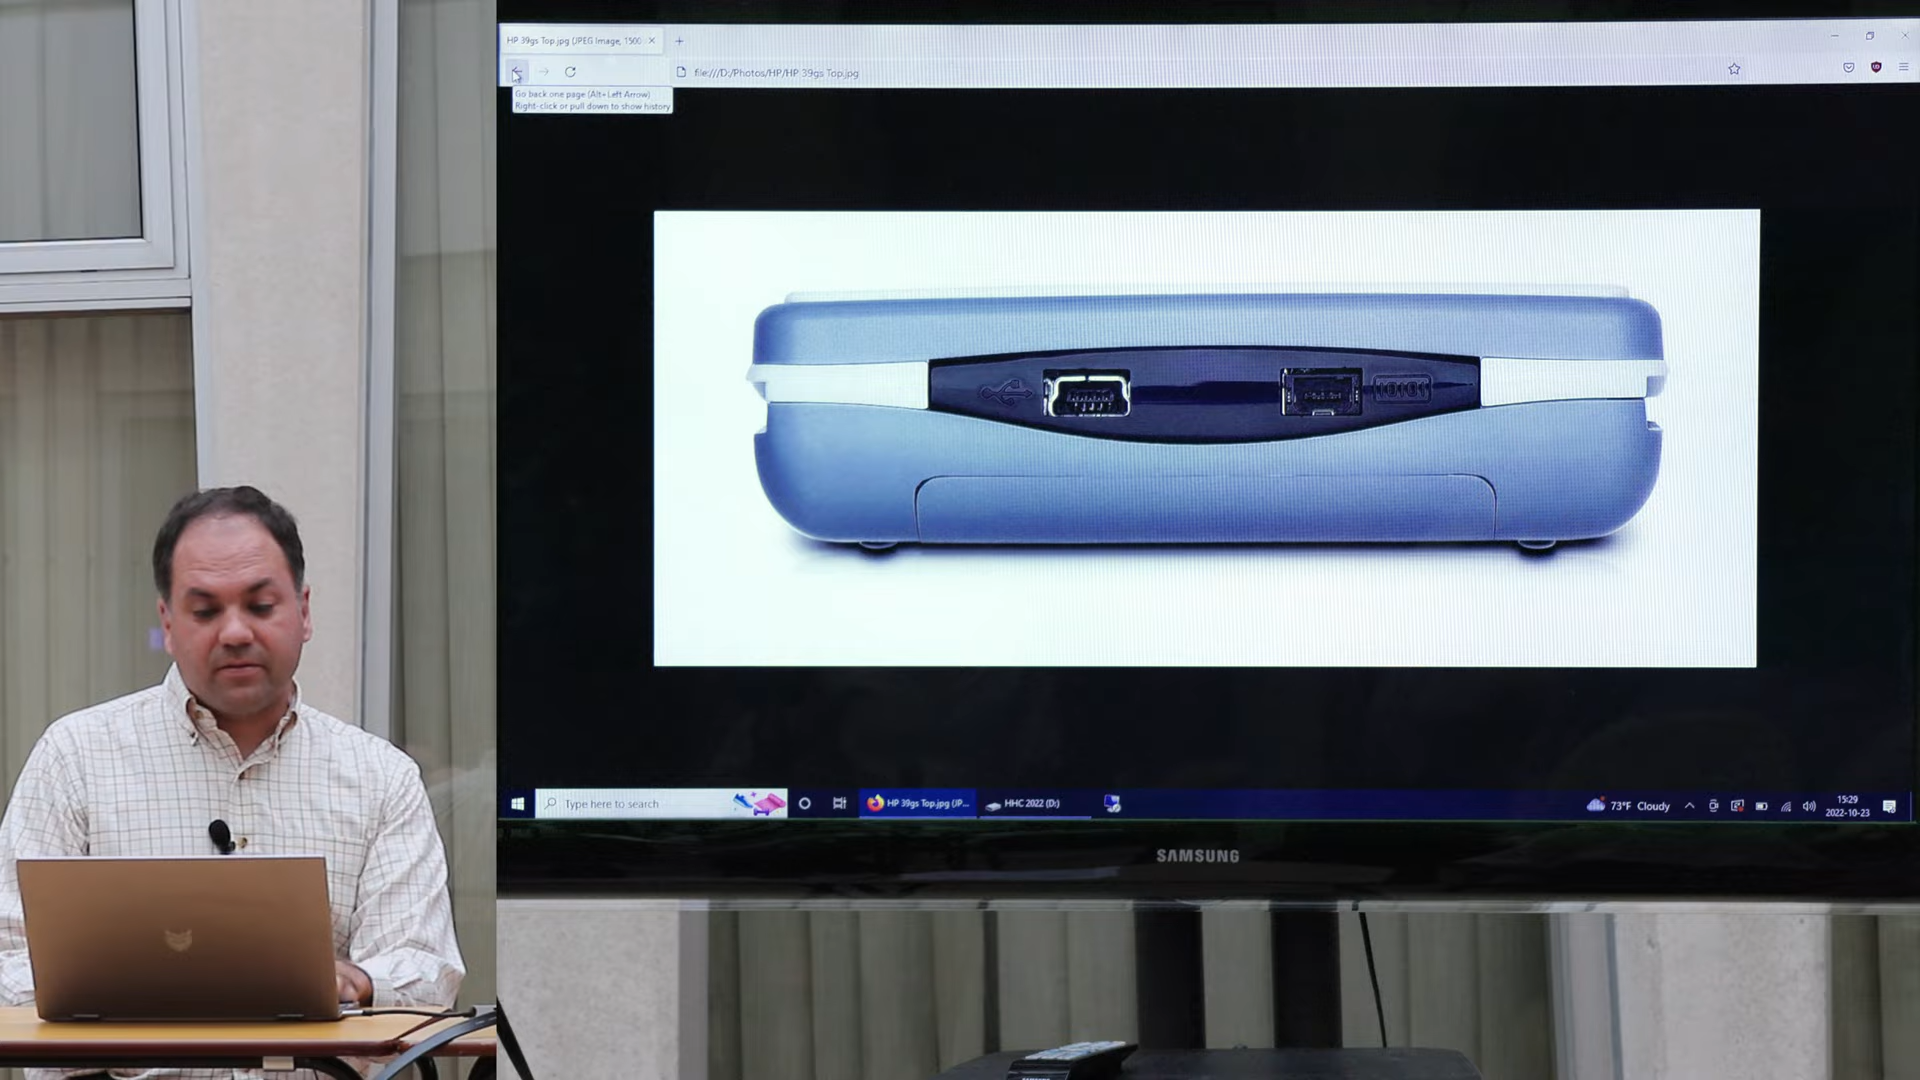 HP 39gs Top.jpg (JPEG Image, 1500
file:///D:/Photos/HP/HP 39gs Top.jpg
Go back one page (Alt+Left Arrow)
Right-click or pull down to show history
IOIOI
Type here to search
HP 39gs Top.jpg (JP...
HHC 2022 (D:)
73°F Cloudy
15:29
2022-10-23
SAMSUNG